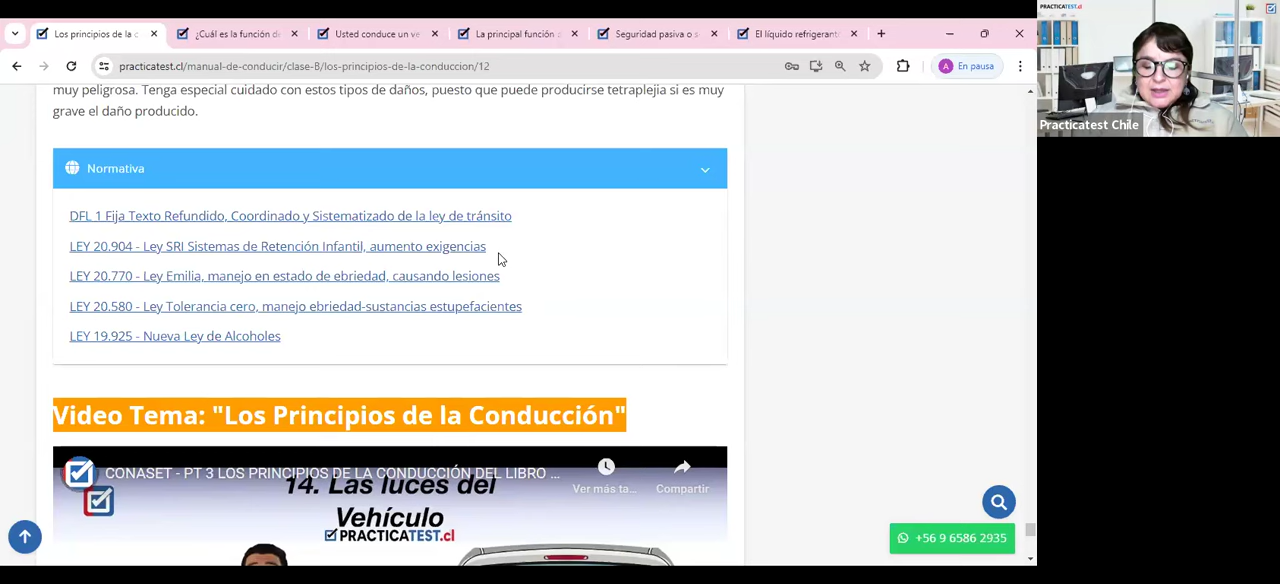 Los principios de la c
¿Cuál es la función de
Usted conduce un ve
La principal función d
Seguridad pasiva o s
El líquido refrigerant
practicatest.cl/manual-de-conducir/clase-B/los-principios-de-la-conduccion/12
A En pausa
PRACTICATEST.cl
Practicatest Chile
muy peligrosa. Tenga especial cuidado con estos tipos de daños, puesto que puede producirse tetraplejia si es muy
grave el daño producido.
Normativa
DFL 1 Fija Texto Refundido, Coordinado y Sistematizado de la ley de tránsito
LEY 20.904 - Ley SRI Sistemas de Retención Infantil, aumento exigencias
LEY 20.770 - Ley Emilia, manejo en estado de ebriedad, causando lesiones
LEY 20.580 - Ley Tolerancia cero, manejo ebriedad-sustancias estupefacientes
LEY 19.925 - Nueva Ley de Alcoholes
Video Tema: "Los Principios de la Conducción"
CONASET - PT 3 LOS PRINCIPIOS DE LA CONDUCCIÓN DEL LIBRO ...
Ver más ta...
Compartir
14. Las luces del
Vehículo
PRACTICATEST.cl
+56 9 6586 2935